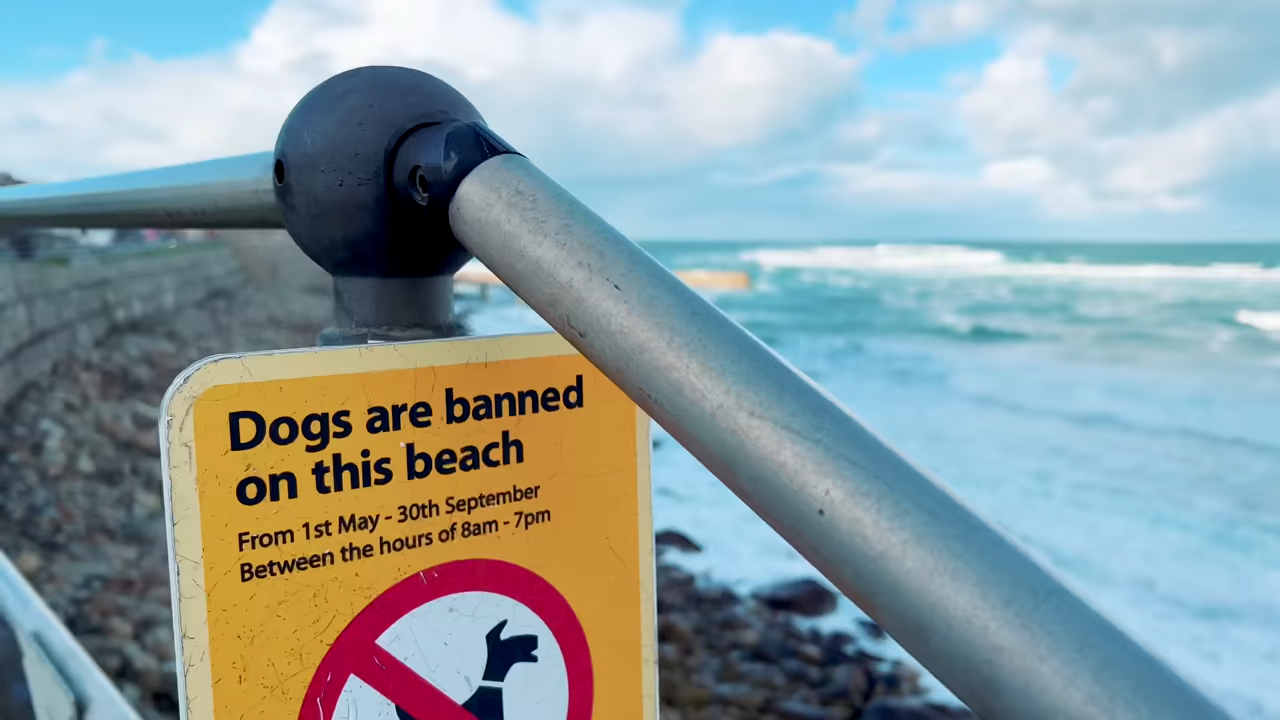 Dogs are banned
on this beach
From 1st May - 30th September
Between the hours of 8am - 7pm